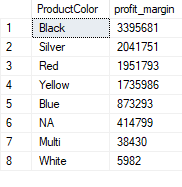 ProductColor profit_margin
1 Black 3395681
2 Silver 2041751
3 Red 1951793
4 Yellow 1735986
5 Blue 873293
6 NA 414799
7 Multi 38430
8 White 5982